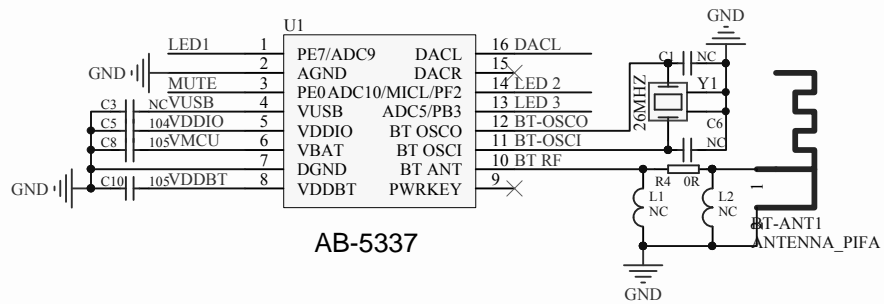 GND
U1
LED1 1 PE7/ADC9 DACL 16 DACL
C1 NC
GND 2 AGND DACR 15
MUTE 3 PE0 ADC10/MICL/PF2 14 LED 2
26MHZ Y1
C3 NC VUSB 4 VUSB ADC5/PB3 13 LED 3
C5 104 VDDIO 5 VDDIO BT OSCO 12 BT-OSCO
C6
C8 105 VMCU 6 VBAT BT OSCI 11 BT-OSCI
NC
7 DGND BT ANT 10 BT RF
GND C10 105 VDDBT 8 VDDBT PWRKEY 9
R4 0R
1
L1 NC
L2 NC
BT-ANT1
ANTENNA_PIFA
AB-5337
GND